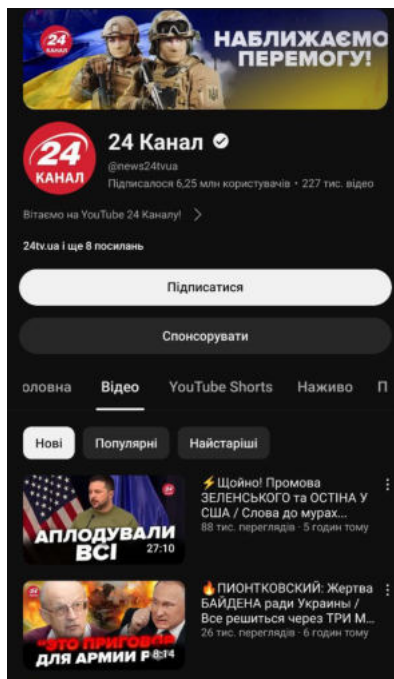 24
КАНАЛ
НАБЛИЖАЄМО
ПЕРЕМОГУ!
24
КАНАЛ
24 Канал
@news24tvua
Підписалося 6,25 млн користувачів • 227 тис. відео
Вітаємо на YouTube 24 Каналу!
24tv.ua і ще 8 посилань
Підписатися
Спонсорувати
оловна Відео YouTube Shorts Наживо П
Нові Популярні Найстаріші
АПЛОДУВАЛИ
ВСІ
27:10
⚡Щойно! Промова
ЗЕЛЕНСЬКОГО та ОСТІНА У
США / Слова до мурах...
88 тис. переглядів · 5 годин тому
"ЭТО ПРИГОВОР
ДЛЯ АРМИИ Р
8:14
🔥ПИОНТКОВСКИЙ: Жертва
БАЙДЕНА ради Украины /
Все решиться через ТРИ М...
26 тис. переглядів · 6 годин тому